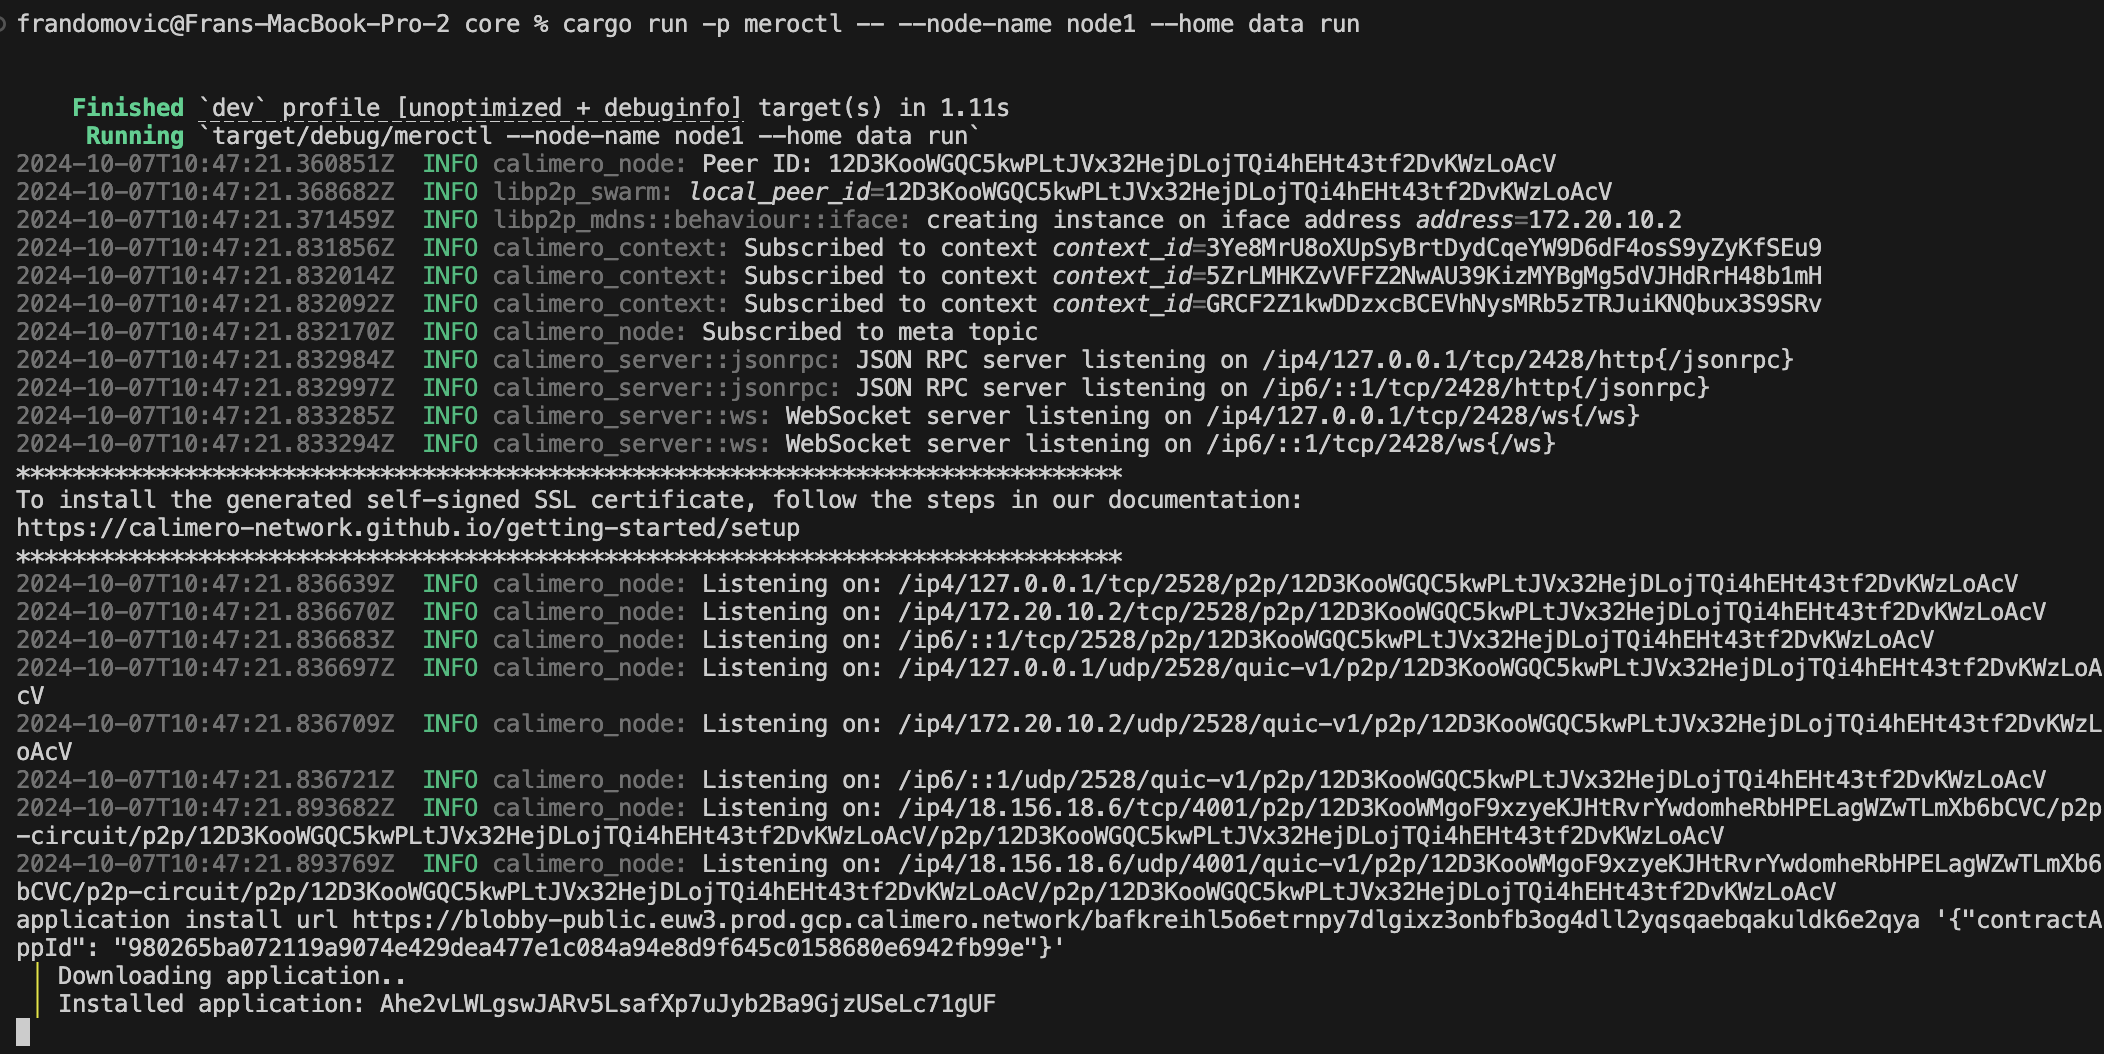 frandomovic@Frans-MacBook-Pro-2 core % cargo run -p meroctl -- --node-name node1 --home data run
Finished `dev` profile [unoptimized + debuginfo] target(s) in 1.11s
Running `target/debug/meroctl --node-name node1 --home data run`
2024-10-07T10:47:21.360851Z  INFO calimero_node: Peer ID: 12D3KooWGQC5kwPLtJVx32HejDLojTQi4hEHt43tf2DvKWzLoAcV
2024-10-07T10:47:21.368682Z  INFO libp2p_swarm: local_peer_id=12D3KooWGQC5kwPLtJVx32HejDLojTQi4hEHt43tf2DvKWzLoAcV
2024-10-07T10:47:21.371459Z  INFO libp2p_mdns::behaviour::iface: creating instance on iface address address=172.20.10.2
2024-10-07T10:47:21.831856Z  INFO calimero_context: Subscribed to context context_id=3Ye8MrU8oXUpSyBrtDydCqeYW9D6dF4osS9yZyKfSEu9
2024-10-07T10:47:21.832014Z  INFO calimero_context: Subscribed to context context_id=5ZrLMHKZvVFFZ2NwAU39KizMYBgMg5dVJHdRrH48b1mH
2024-10-07T10:47:21.832092Z  INFO calimero_context: Subscribed to context context_id=GRCF2Z1kwDDzxcBCEVhNysMRb5zTRJuiKNQbux3S9SRv
2024-10-07T10:47:21.832170Z  INFO calimero_node: Subscribed to meta topic
2024-10-07T10:47:21.832984Z  INFO calimero_server::jsonrpc: JSON RPC server listening on /ip4/127.0.0.1/tcp/2428/http{/jsonrpc}
2024-10-07T10:47:21.832997Z  INFO calimero_server::jsonrpc: JSON RPC server listening on /ip6/::1/tcp/2428/http{/jsonrpc}
2024-10-07T10:47:21.833285Z  INFO calimero_server::ws: WebSocket server listening on /ip4/127.0.0.1/tcp/2428/ws{/ws}
2024-10-07T10:47:21.833294Z  INFO calimero_server::ws: WebSocket server listening on /ip6/::1/tcp/2428/ws{/ws}
*******************************************************************************
To install the generated self-signed SSL certificate, follow the steps in our documentation:
https://calimero-network.github.io/getting-started/setup
*******************************************************************************
2024-10-07T10:47:21.836639Z  INFO calimero_node: Listening on: /ip4/127.0.0.1/tcp/2528/p2p/12D3KooWGQC5kwPLtJVx32HejDLojTQi4hEHt43tf2DvKWzLoAcV
2024-10-07T10:47:21.836670Z  INFO calimero_node: Listening on: /ip4/172.20.10.2/tcp/2528/p2p/12D3KooWGQC5kwPLtJVx32HejDLojTQi4hEHt43tf2DvKWzLoAcV
2024-10-07T10:47:21.836683Z  INFO calimero_node: Listening on: /ip6/::1/tcp/2528/p2p/12D3KooWGQC5kwPLtJVx32HejDLojTQi4hEHt43tf2DvKWzLoAcV
2024-10-07T10:47:21.836697Z  INFO calimero_node: Listening on: /ip4/127.0.0.1/udp/2528/quic-v1/p2p/12D3KooWGQC5kwPLtJVx32HejDLojTQi4hEHt43tf2DvKWzLoA
cV
2024-10-07T10:47:21.836709Z  INFO calimero_node: Listening on: /ip4/172.20.10.2/udp/2528/quic-v1/p2p/12D3KooWGQC5kwPLtJVx32HejDLojTQi4hEHt43tf2DvKWzL
oAcV
2024-10-07T10:47:21.836721Z  INFO calimero_node: Listening on: /ip6/::1/udp/2528/quic-v1/p2p/12D3KooWGQC5kwPLtJVx32HejDLojTQi4hEHt43tf2DvKWzLoAcV
2024-10-07T10:47:21.893682Z  INFO calimero_node: Listening on: /ip4/18.156.18.6/tcp/4001/p2p/12D3KooWMgoF9xzyeKJHtRvrYwdomheRbHPELagWZwTLmXb6bCVC/p2p
-circuit/p2p/12D3KooWGQC5kwPLtJVx32HejDLojTQi4hEHt43tf2DvKWzLoAcV/p2p/12D3KooWGQC5kwPLtJVx32HejDLojTQi4hEHt43tf2DvKWzLoAcV
2024-10-07T10:47:21.893769Z  INFO calimero_node: Listening on: /ip4/18.156.18.6/udp/4001/quic-v1/p2p/12D3KooWMgoF9xzyeKJHtRvrYwdomheRbHPELagWZwTLmXb6
bCVC/p2p-circuit/p2p/12D3KooWGQC5kwPLtJVx32HejDLojTQi4hEHt43tf2DvKWzLoAcV/p2p/12D3KooWGQC5kwPLtJVx32HejDLojTQi4hEHt43tf2DvKWzLoAcV
application install url https://blobby-public.euw3.prod.gcp.calimero.network/bafkreihl5o6etrnpy7dlgixz3onbfb3og4dll2yqsqaebqakuldk6e2qya '{"contractA
ppId": "980265ba072119a9074e429dea477e1c084a94e8d9f645c0158680e6942fb99e"}'
Downloading application..
Installed application: Ahe2vLWLgswJARv5LsafXp7uJyb2Ba9GjzUSeLc71gUF